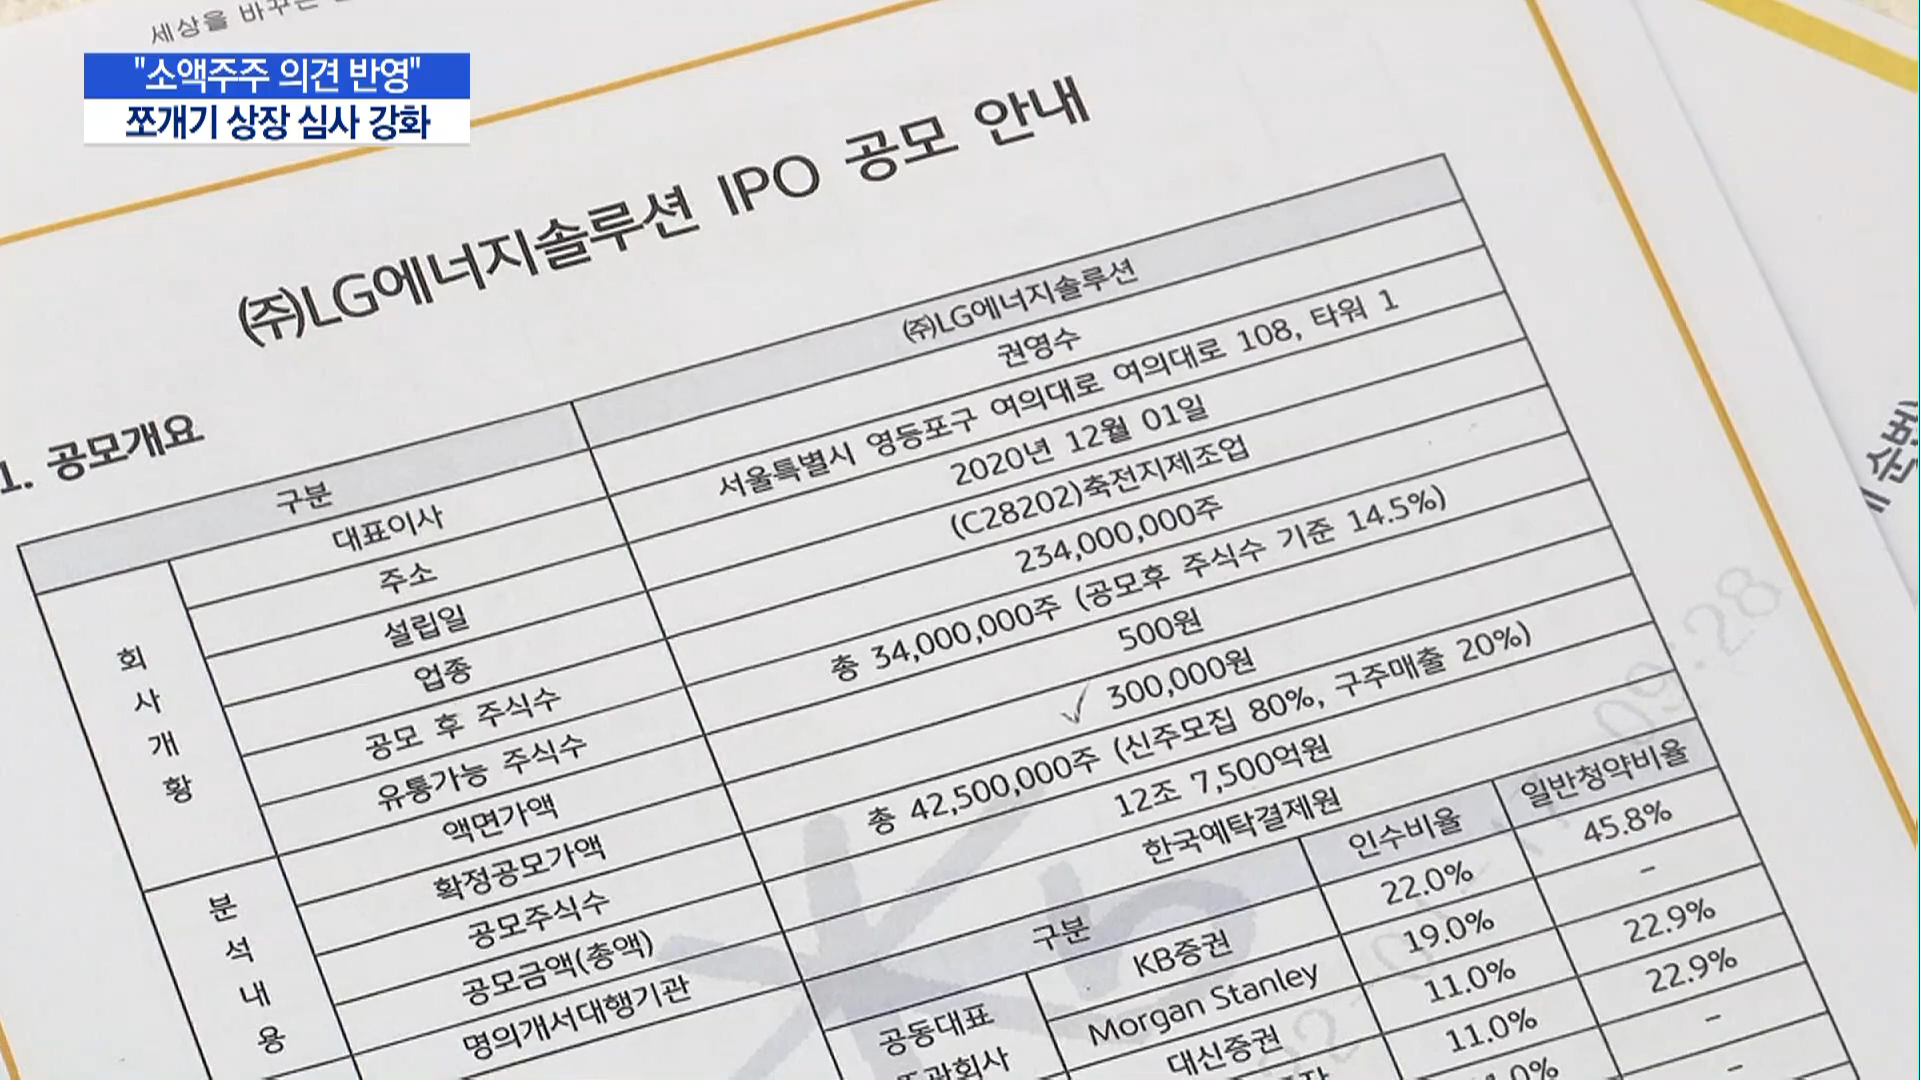 세상을 바꾸는
"소액주주 의견 반영"
쪼개기 상장 심사 강화
㈜LG에너지솔루션 IPO 공모 안내
1. 공모개요
구분 ㈜LG에너지솔루션
회사개황
대표이사 권영수
주소 서울특별시 영등포구 여의대로 여의대로 108, 타워 1
설립일 2020년 12월 01일
업종 (C28202)축전지제조업
공모 후 주식수 234,000,000주
유통가능 주식수 총 34,000,000주 (공모후 주식수 기준 14.5%)
액면가액 500원
분석내용
확정공모가액 300,000원
공모주식수 총 42,500,000주 (신주모집 80%, 구주매출 20%)
공모금액(총액) 12조 7,500억원
명의개서대행기관 한국예탁결제원
구분 인수비율 일반청약비율
공동대표
KB증권 22.0% 45.8%
Morgan Stanley 19.0% -
대신증권 11.0% 22.9%
11.0% 22.9%
-
-
09:28